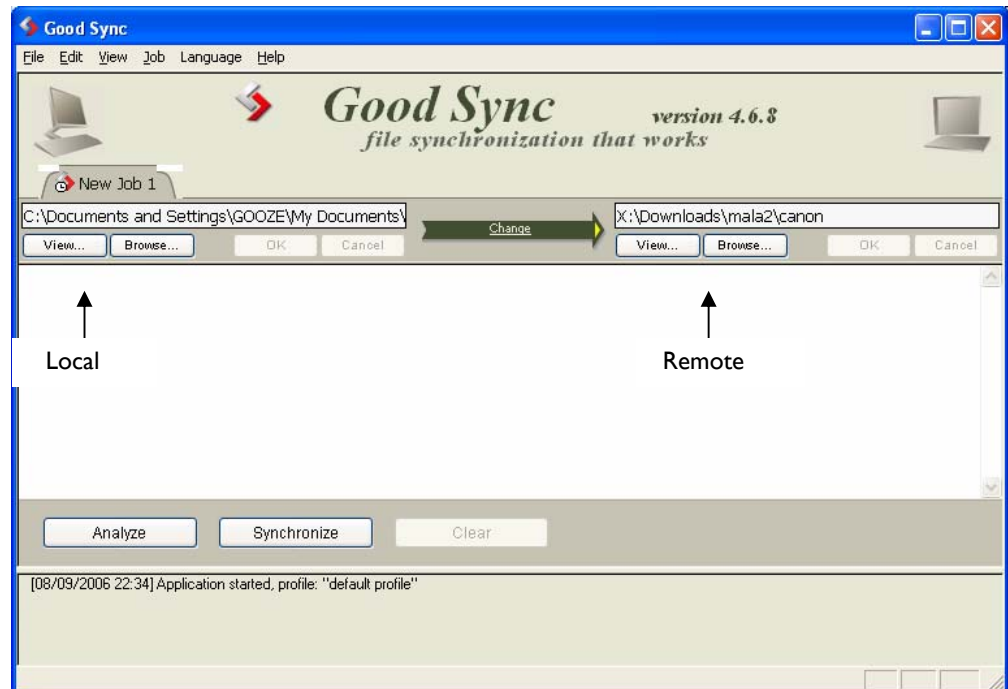 Good Sync
File Edit View Job Language Help
Good Sync version 4.6.8
file synchronization that works
New Job 1
C:\Documents and Settings\GOOZE\My Documents\
Change
X:\Downloads\mala2\canon
View... Browse... OK Cancel
View... Browse... OK Cancel
Local
Remote
Analyze Synchronize Clear
[08/09/2006 22:34] Application started, profile: "default profile"